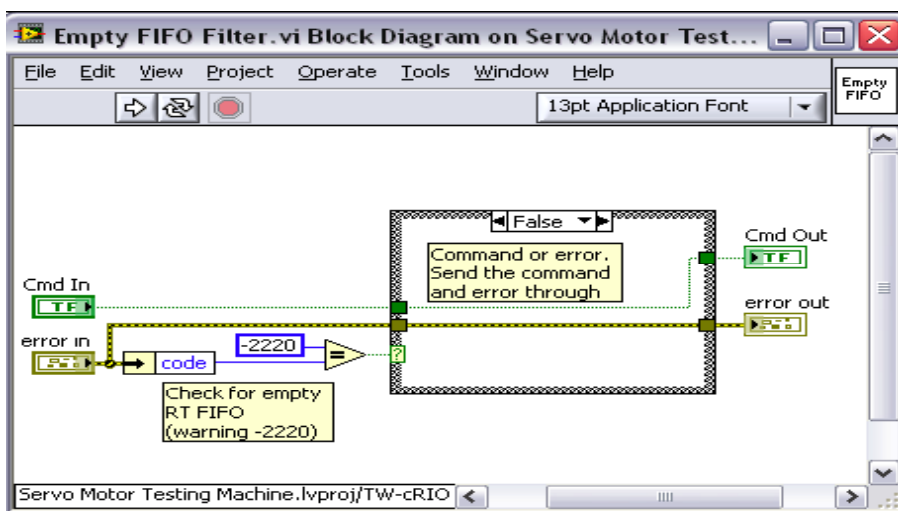 Empty FIFO Filter.vi Block Diagram on Servo Motor Test...
File Edit View Project Operate Tools Window Help
Empty
FIFO
13pt Application Font
False
Command or error.
Send the command
and error through
Cmd Out
TF
Cmd In
TF
error out
error in
-2220
=
code
?
Check for empty
RT FIFO
(warning -2220)
Servo Motor Testing Machine.lvproj/TW-cRIO